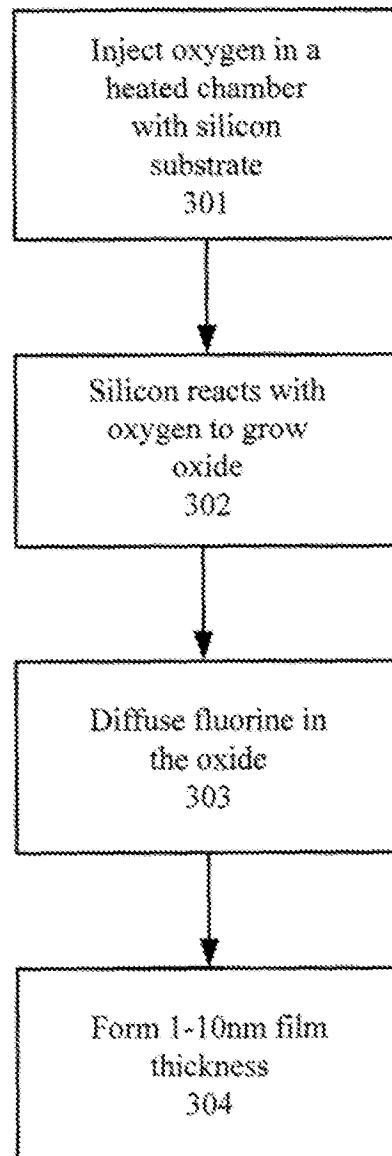 Inject oxygen in a
heated chamber
with silicon
substrate
301
Silicon reacts with
oxygen to grow
oxide
302
Diffuse fluorine in
the oxide
303
Form 1-10nm film
thickness
304